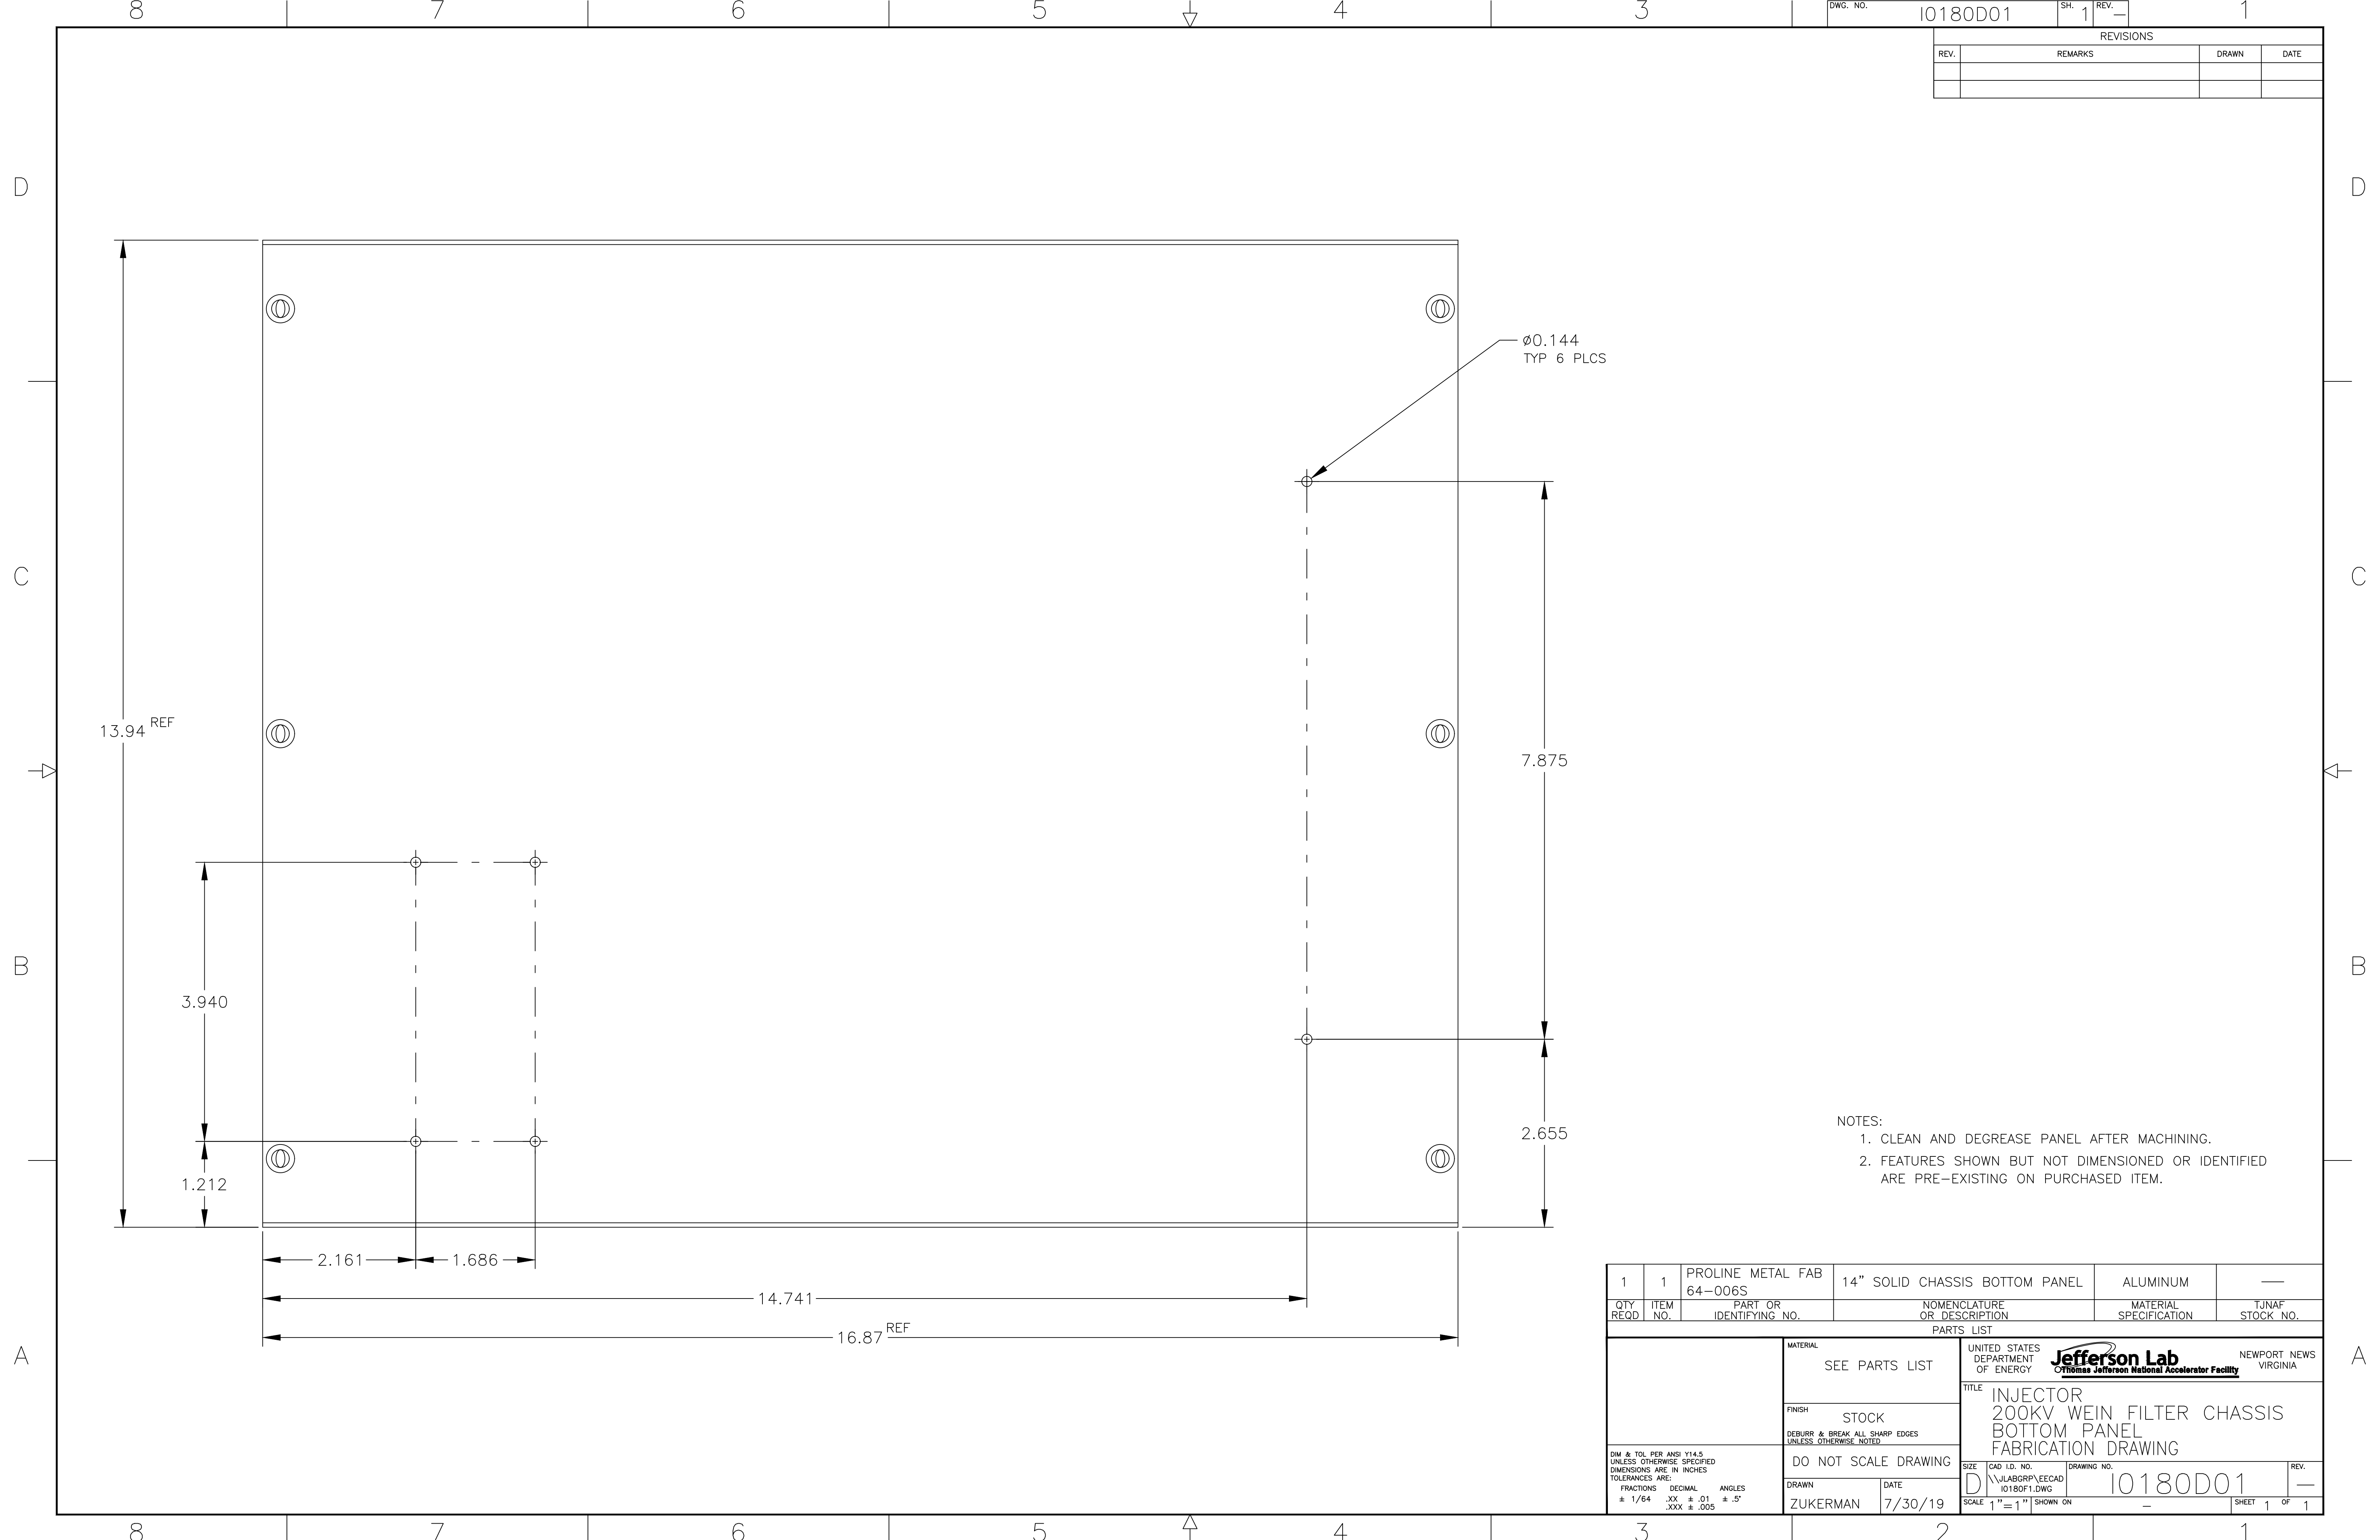 8 7 6 5 4 3 1
DWG. NO. I0180D01 SH. 1 REV. —
REVISIONS
REV. REMARKS DRAWN DATE
D D
Ø0.144
TYP 6 PLCS
C C
13.94 REF
7.875
B B
3.940
2.655
1.212
NOTES:
1. CLEAN AND DEGREASE PANEL AFTER MACHINING.
2. FEATURES SHOWN BUT NOT DIMENSIONED OR IDENTIFIED
ARE PRE-EXISTING ON PURCHASED ITEM.
2.161 1.686
14.741
16.87 REF
1 1 PROLINE METAL FAB
64-006S
14" SOLID CHASSIS BOTTOM PANEL ALUMINUM —
QTY REQD
ITEM NO.
PART OR
IDENTIFYING NO.
NOMENCLATURE
OR DESCRIPTION
MATERIAL
SPECIFICATION
TJNAF
STOCK NO.
PARTS LIST
A A
MATERIAL
SEE PARTS LIST
FINISH
STOCK
DEBURR & BREAK ALL SHARP EDGES
UNLESS OTHERWISE NOTED
DO NOT SCALE DRAWING
DRAWN DATE
ZUKERMAN 7/30/19
DIM & TOL PER ANSI Y14.5
UNLESS OTHERWISE SPECIFIED
DIMENSIONS ARE IN INCHES
TOLERANCES ARE:
FRACTIONS DECIMAL ANGLES
± 1/64 .XX ± .01 ± .5°
.XXX ± .005
UNITED STATES
DEPARTMENT
OF ENERGY
Jefferson Lab
Thomas Jefferson National Accelerator Facility
NEWPORT NEWS
VIRGINIA
TITLE
INJECTOR
200KV WEIN FILTER CHASSIS
BOTTOM PANEL
FABRICATION DRAWING
SIZE D
CAD I.D. NO.
\\JLABGRP\EECAD
I0180F1.DWG
DRAWING NO.
I0180D01
REV. —
SCALE 1"=1" SHOWN ON — SHEET 1 OF 1
8 7 6 5 4 3 2 1